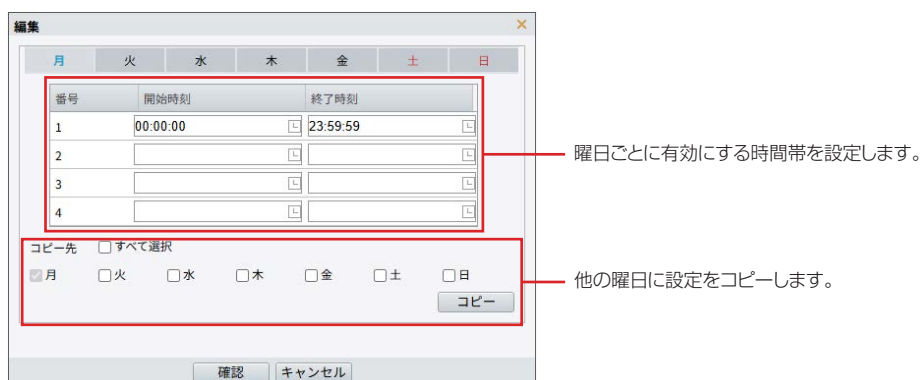 編集
月 火 水 木 金 土 日
番号 開始時刻 終了時刻
1 00:00:00 23:59:59
2
3
4
曜日ごとに有効にする時間帯を設定します。
コピー先 すべて選択
月 火 水 木 金 土 日
コピー
他の曜日に設定をコピーします。
確認 キャンセル